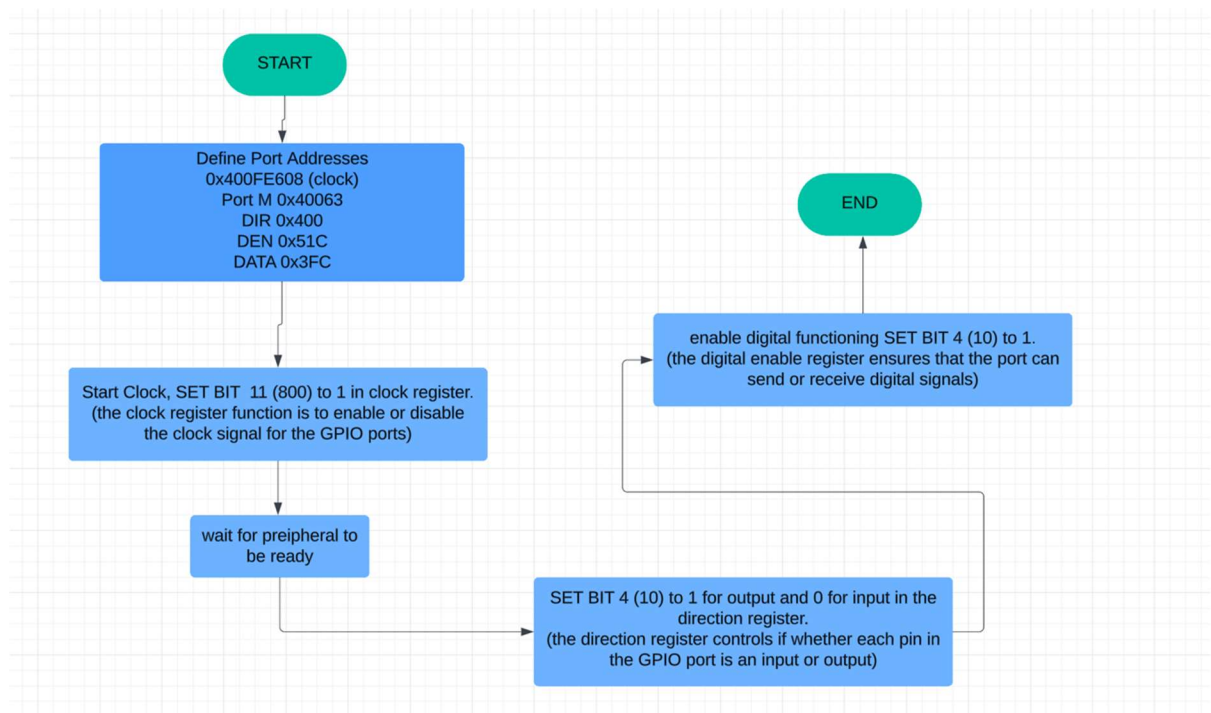 START
Define Port Addresses
0x400FE608 (clock)
Port M 0x40063
DIR 0x400
DEN 0x51C
DATA 0x3FC
Start Clock, SET BIT 11 (800) to 1 in clock register.
(the clock register function is to enable or disable
the clock signal for the GPIO ports)
wait for preipheral to
be ready
SET BIT 4 (10) to 1 for output and 0 for input in the
direction register.
(the direction register controls if whether each pin in
the GPIO port is an input or output)
enable digital functioning SET BIT 4 (10) to 1.
(the digital enable register ensures that the port can
send or receive digital signals)
END